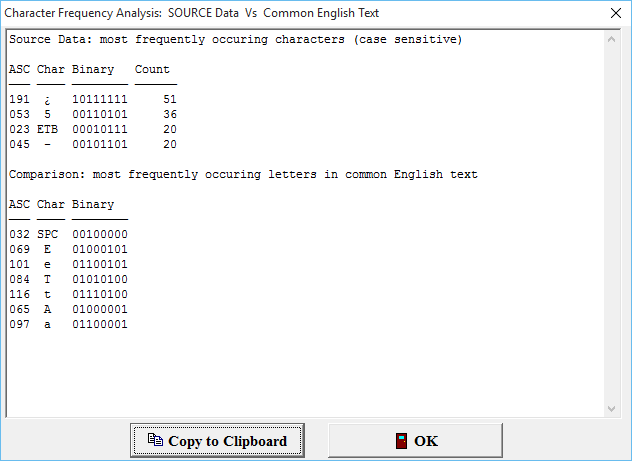 Character Frequency Analysis:  SOURCE Data  Vs  Common English Text
Source Data: most frequently occuring characters (case sensitive)
ASC Char Binary   Count
191  ¿   10111111     51
053  5   00110101     36
023 ETB  00010111     20
045  -   00101101     20
Comparison: most frequently occuring letters in common English text
ASC Char Binary
032 SPC  00100000
069  E   01000101
101  e   01100101
084  T   01010100
116  t   01110100
065  A   01000001
097  a   01100001
Copy to Clipboard    OK